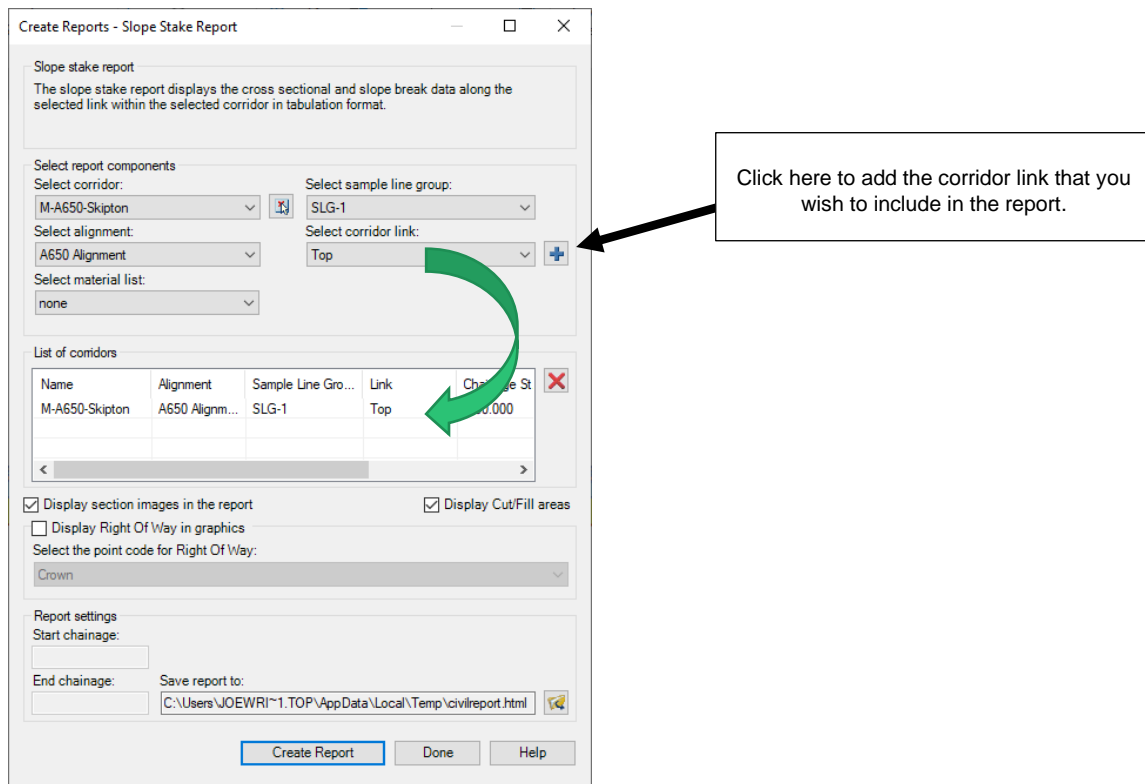 Create Reports - Slope Stake Report
Slope stake report
The slope stake report displays the cross sectional and slope break data along the
selected link within the selected corridor in tabulation format.
Select report components
Select corridor:
Select sample line group:
M-A650-Skipton
SLG-1
Select alignment:
Select corridor link:
A650 Alignment
Top
Select material list:
none
Click here to add the corridor link that you
wish to include in the report.
List of corridors
Name Alignment Sample Line Gro... Link St
M-A650-Skipton A650 Alignm... SLG-1 Top
Display section images in the report
Display Cut/Fill areas
Display Right Of Way in graphics
Select the point code for Right Of Way:
Crown
Report settings
Start chainage:
End chainage:
Save report to:
C:\Users\JOEWRI~1.TOP\AppData\Local\Temp\civilreport.html
Create Report
Done
Help